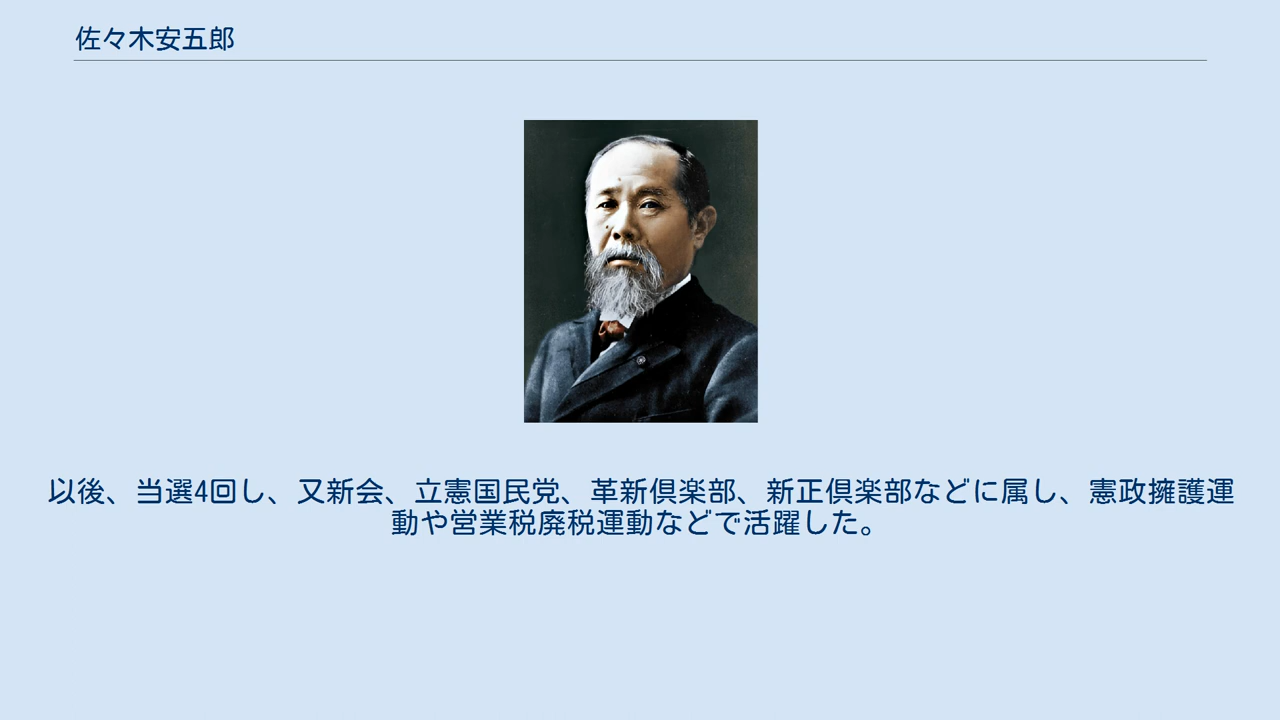 佐々木安五郎
以後、当選4回し、又新会、立憲国民党、革新倶楽部、新正倶楽部などに属し、憲政擁護運
動や営業税廃税運動などで活躍した。